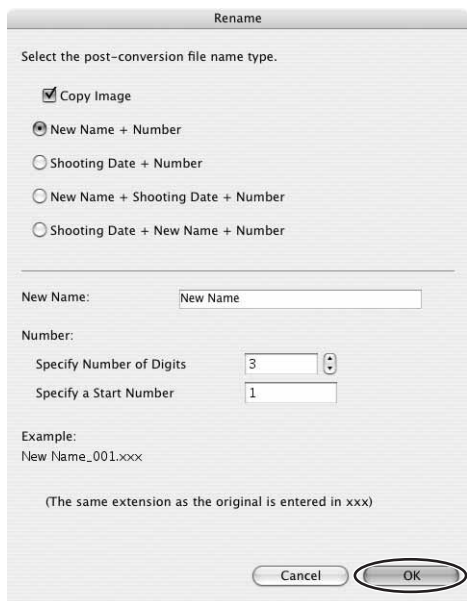 Rename
Select the post-conversion file name type.
Copy Image
New Name + Number
Shooting Date + Number
New Name + Shooting Date + Number
Shooting Date + New Name + Number
New Name: New Name
Number:
Specify Number of Digits 3
Specify a Start Number 1
Example:
New Name_001.xxx
(The same extension as the original is entered in xxx)
Cancel OK